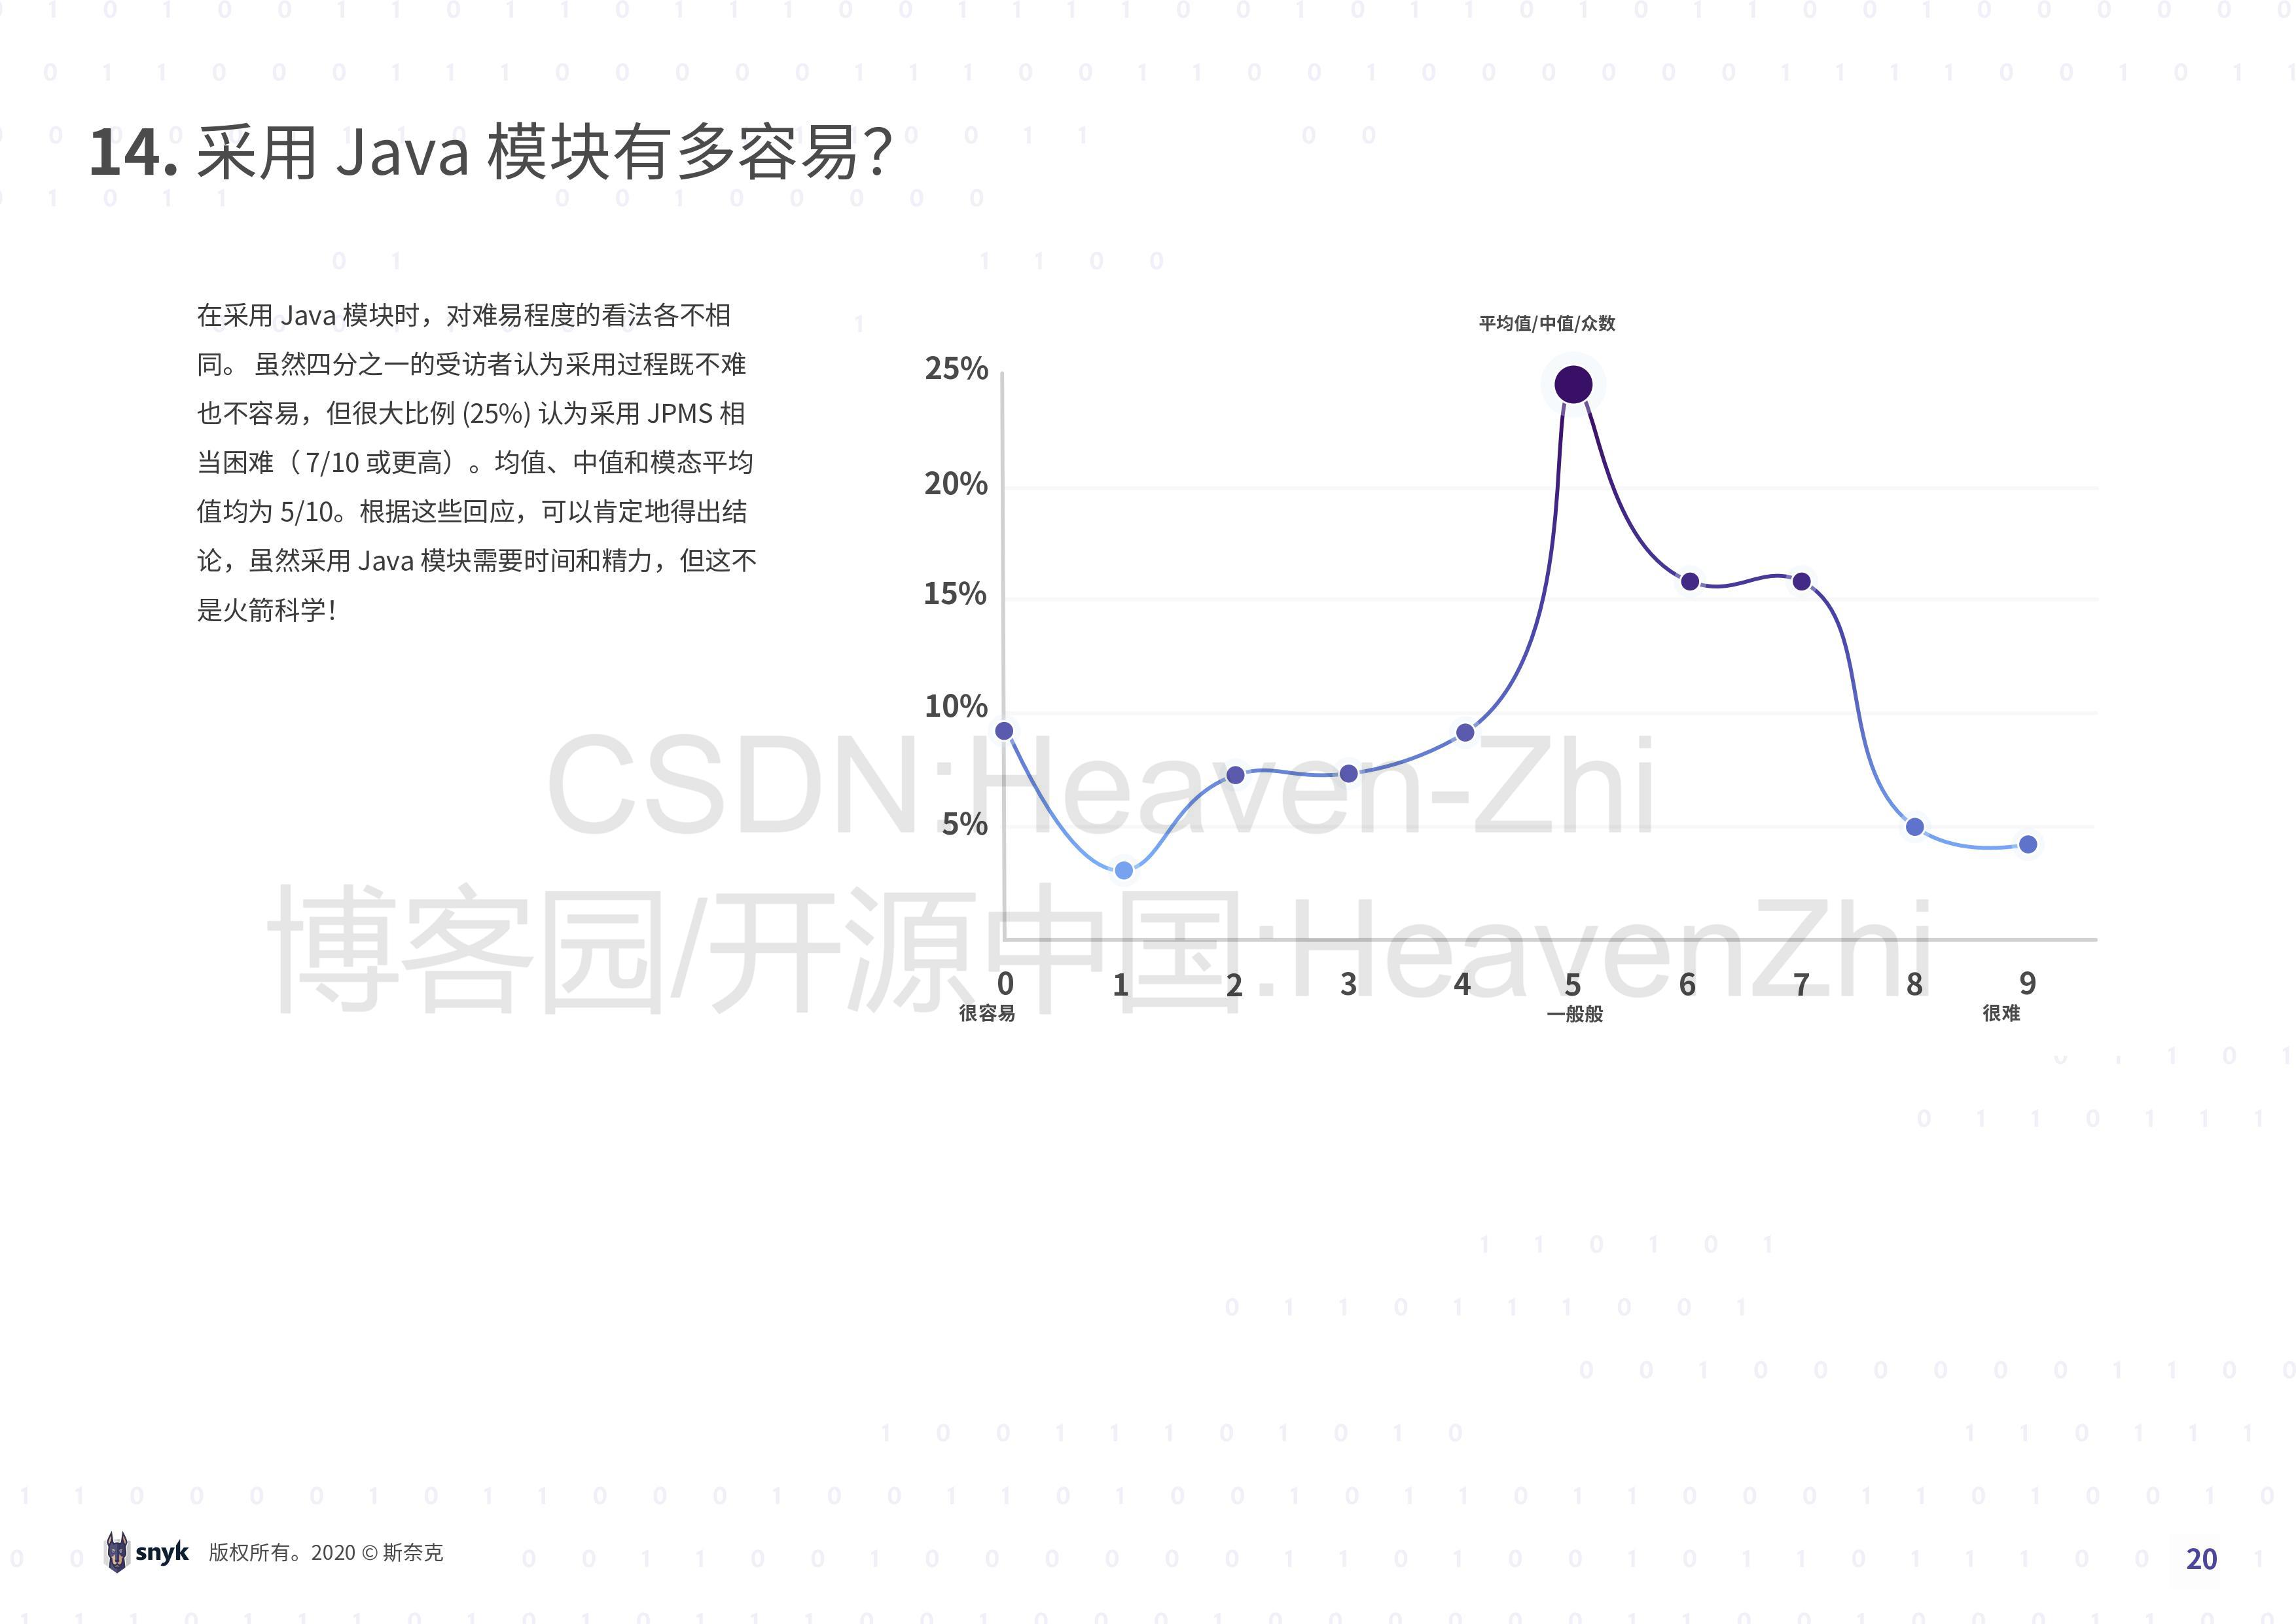 14. 采用 Java 模块有多容易?
在采用 Java 模块时，对难易程度的看法各不相
同。 虽然四分之一的受访者认为采用过程既不难
也不容易，但很大比例 (25%) 认为采用 JPMS 相
当困难（ 7/10 或更高）。均值、中值和模态平均
值均为 5/10。根据这些回应，可以肯定地得出结
论，虽然采用 Java 模块需要时间和精力，但这不
是火箭科学！
平均值/中值/众数
25%
20%
15%
10%
5%
0 1 2 3 4 5 6 7 8 9
很容易 一般般 很难
CSDN:Heaven-Zhi
博客园/开源中国:HeavenZhi
snyk 版权所有。2020 © 斯奈克
20